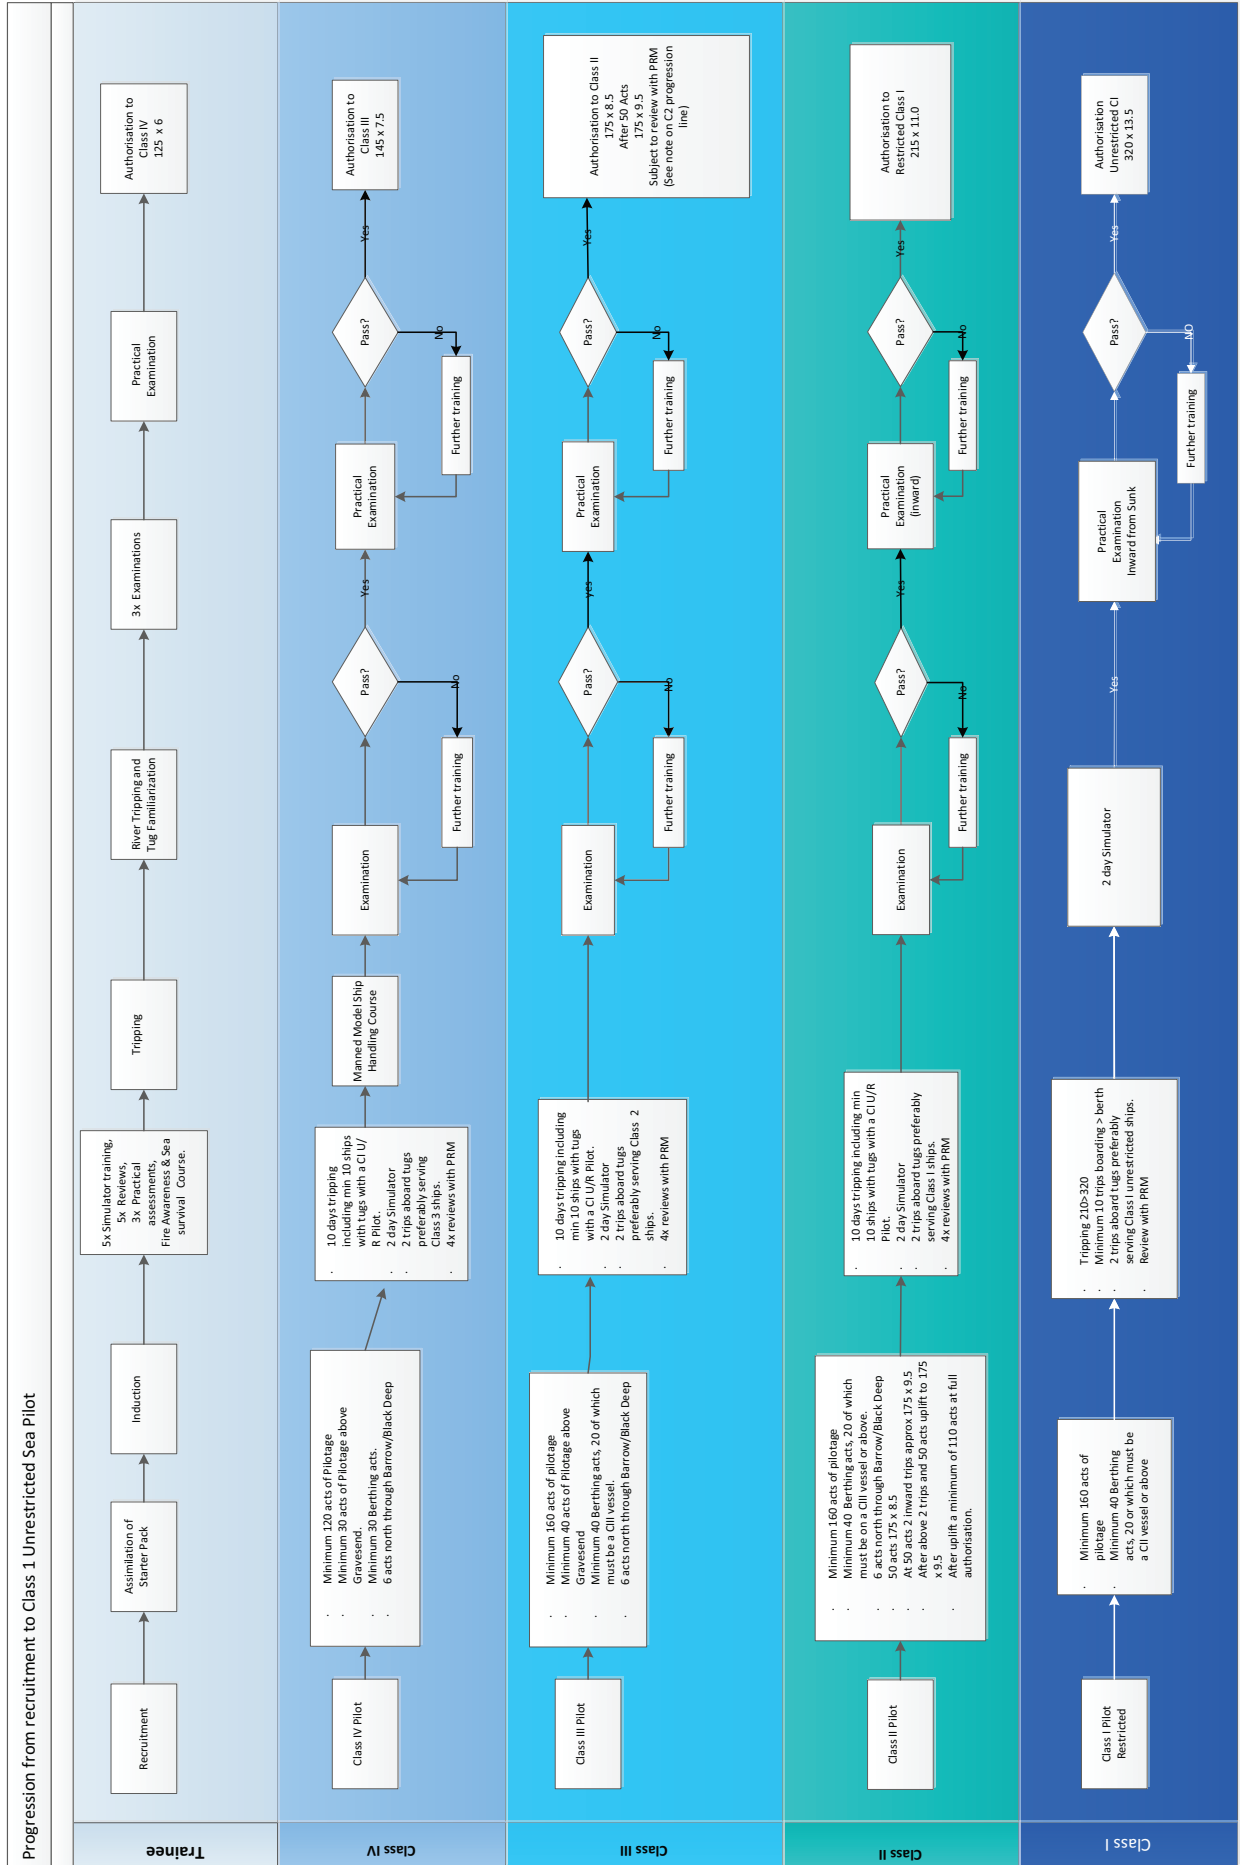 Progression from recruitment to Class 1 Unrestricted Sea Pilot
Trainee
Recruitment
Assimilation of
Starter Pack
Induction
5x Simulator training,
5x Reviews,
3x Practical
assessments,
Fire Awareness & Sea
survival Course.
Tripping
River Tripping and
Tug Familiarization
3x Examinations
Practical
Examination
Authorisation to
Class IV
125 x 6
Class IV
Class IV Pilot
· Minimum 120 acts of Pilotage
· Minimum 30 acts of Pilotage above
Gravesend.
· Minimum 30 Berthing acts.
· 6 acts north through Barrow/Black Deep
· 10 days tripping
including min 10 ships
with tugs with a CI U/
R Pilot.
· 2 day Simulator
· 2 trips aboard tugs
preferably serving
Class 3 ships.
· 4x reviews with PRM
Manned Model Ship
Handling Course
Examination
Pass?
No
Further training
Yes
Practical
Examination
Pass?
No
Further training
Yes
Authorisation to
Class III
145 x 7.5
Class III
Class III Pilot
· Minimum 160 acts of pilotage
· Minimum 40 acts of Pilotage above
Gravesend
· Minimum 40 Berthing acts, 20 of which
must be a CIII vessel.
· 6 acts north through Barrow/Black Deep
· 10 days tripping including
min 10 ships with tugs
with a CI U/R Pilot.
· 2 day Simulator
· 2 trips aboard tugs
preferably serving Class 2
ships.
· 4x reviews with PRM
Examination
Pass?
No
Further training
yes
Practical
Examination
Pass?
No
Further training
Yes
Authorisation to Class II
175 x 8.5
After 50 Acts
175 x 9.5
Subject to review with PRM
(See note on C2 progression
line)
Class II
Class II Pilot
· Minimum 160 acts of pilotage
· Minimum 40 Berthing acts, 20 of which
must be on a CIII vessel or above.
· 6 acts north through Barrow/Black Deep
· 50 acts 175 x 8.5
· At 50 acts 2 inward trips approx 175 x 9.5
· After above 2 trips and 50 acts uplift to 175
x 9.5
· After uplift a minimum of 110 acts at full
authorisation.
· 10 days tripping including min
10 ships with tugs with a CI U/R
Pilot.
· 2 day Simulator
· 2 trips aboard tugs preferably
serving Class I ships.
· 4x reviews with PRM
Examination
Pass?
No
Further training
Yes
Practical
Examination
(inward)
Pass?
No
Further training
Yes
Authorisation to
Restricted Class I
215 x 11.0
Class I
Class I Pilot
Restricted
· Minimum 160 acts of
pilotage
· Minimum 40 Berthing
acts, 20 or which must be
a CII vessel or above
· Tripping 210>320
· Minimum 10 trips boarding > berth
· 2 trips aboard tugs preferably
serving Class I unrestricted ships.
· Review with PRM
2 day Simulator
Yes
Practical
Examination
Inward from Sunk
Pass?
NO
Further training
Yes
Authorisation
Unrestricted CI
320 x 13.5